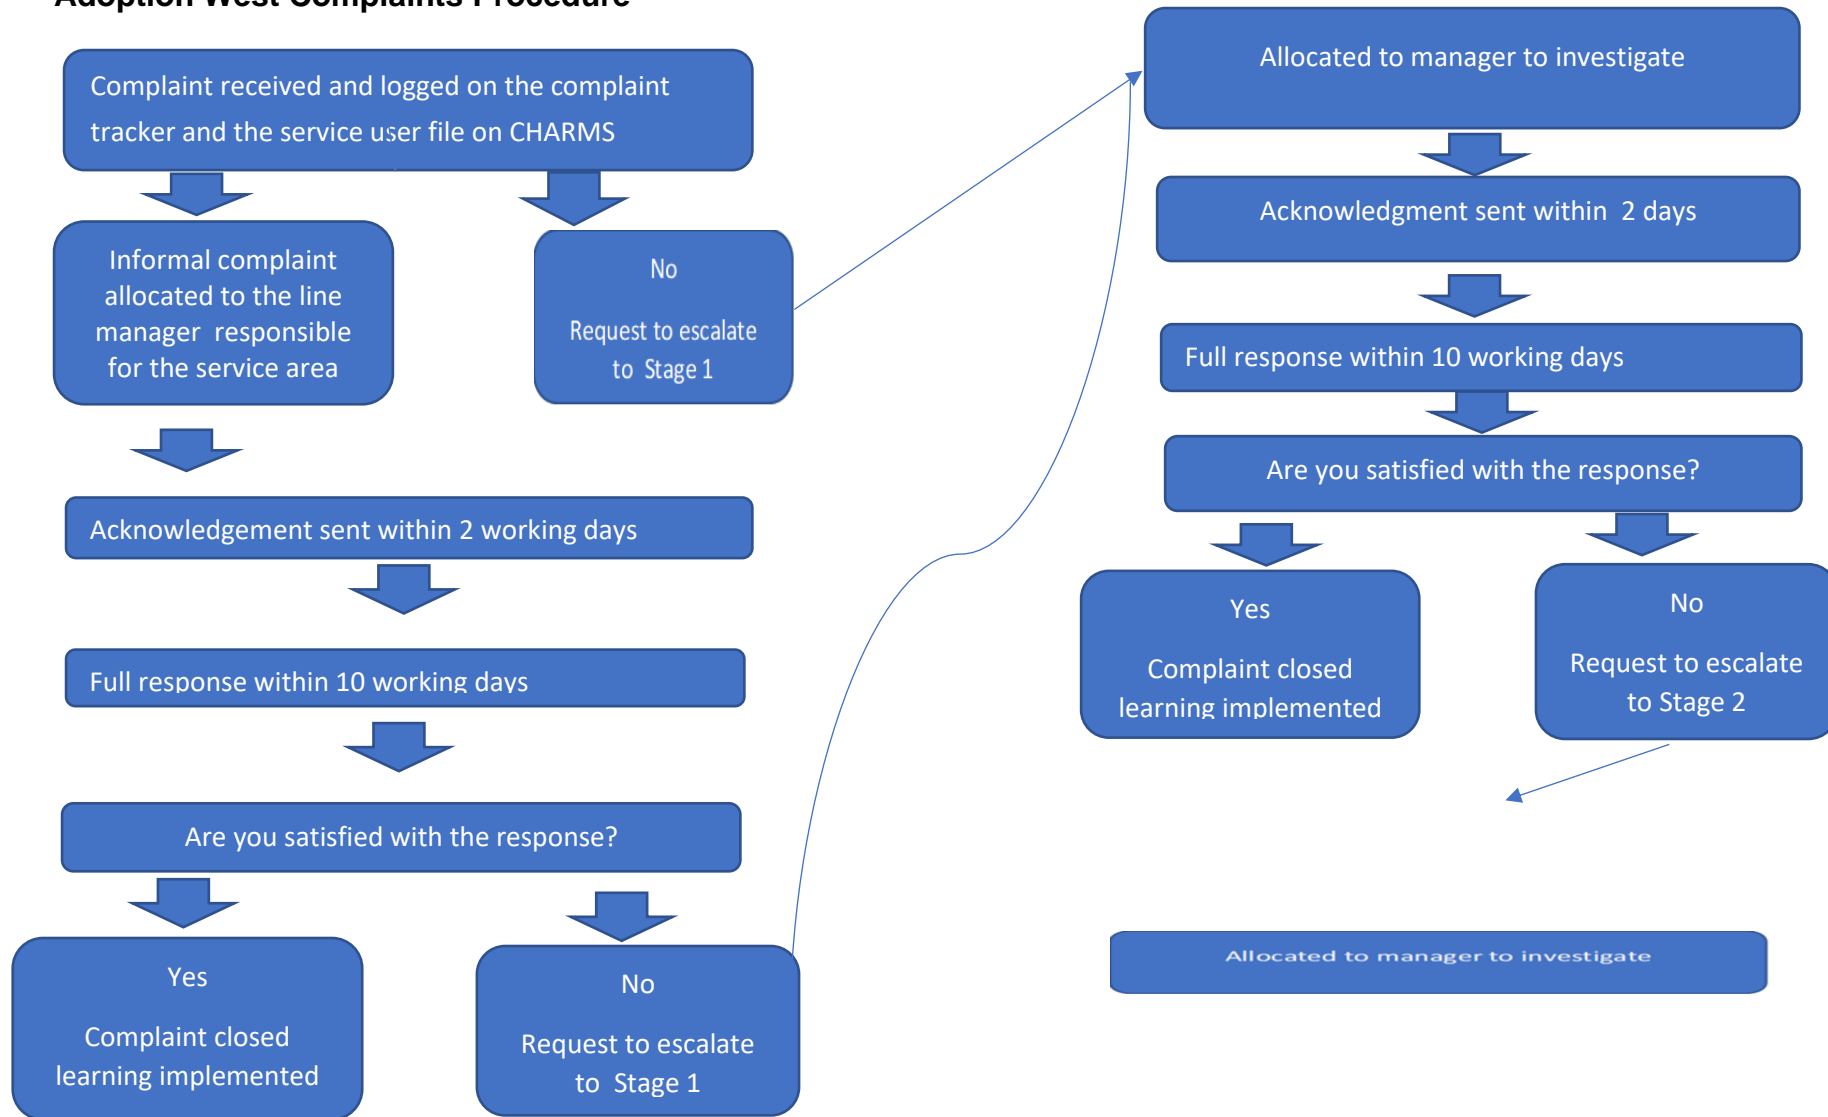 Adoption West Complaints Procedure
Complaint received and logged on the complaint
tracker and the service user file on CHARMS
Informal complaint
allocated to the line
manager responsible
for the service area
No
Request to escalate
to Stage 1
Acknowledgement sent within 2 working days
Full response within 10 working days
Are you satisfied with the response?
Yes
Complaint closed
learning implemented
No
Request to escalate
to Stage 1
Allocated to manager to investigate
Acknowledgment sent within 2 days
Full response within 10 working days
Are you satisfied with the response?
Yes
Complaint closed
learning implemented
No
Request to escalate
to Stage 2
Allocated to manager to investigate